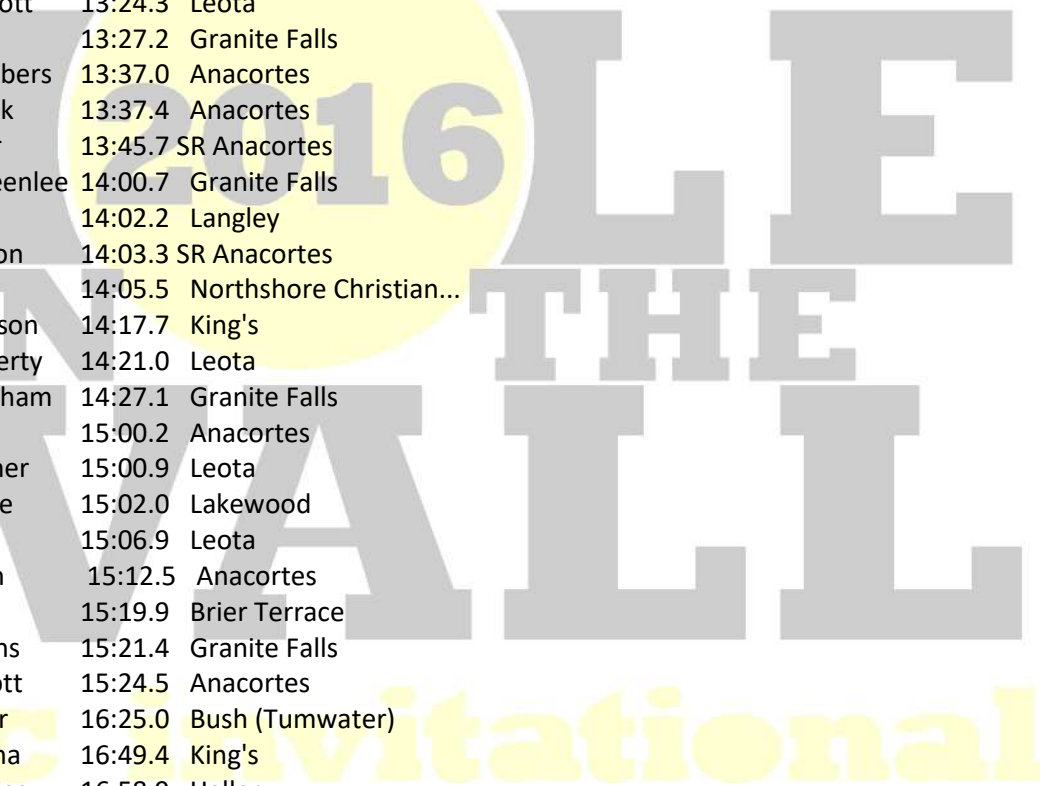 13:24.3 Leota
13:27.2 Granite Falls
bers 13:37.0 Anacortes
k 13:37.4 Anacortes
r 13:45.7 SR Anacortes
eenlee 14:00.7 Granite Falls
14:02.2 Langley
on 14:03.3 SR Anacortes
14:05.5 Northshore Christian...
son 14:17.7 King's
erty 14:21.0 Leota
ham 14:27.1 Granite Falls
15:00.2 Anacortes
ner 15:00.9 Leota
e 15:02.0 Lakewood
15:06.9 Leota
n 15:12.5 Anacortes
15:19.9 Brier Terrace
ns 15:21.4 Granite Falls
ott 15:24.5 Anacortes
r 16:25.0 Bush (Tumwater)
na 16:49.4 King's
2016
LE
N THE
WALL
c invitational